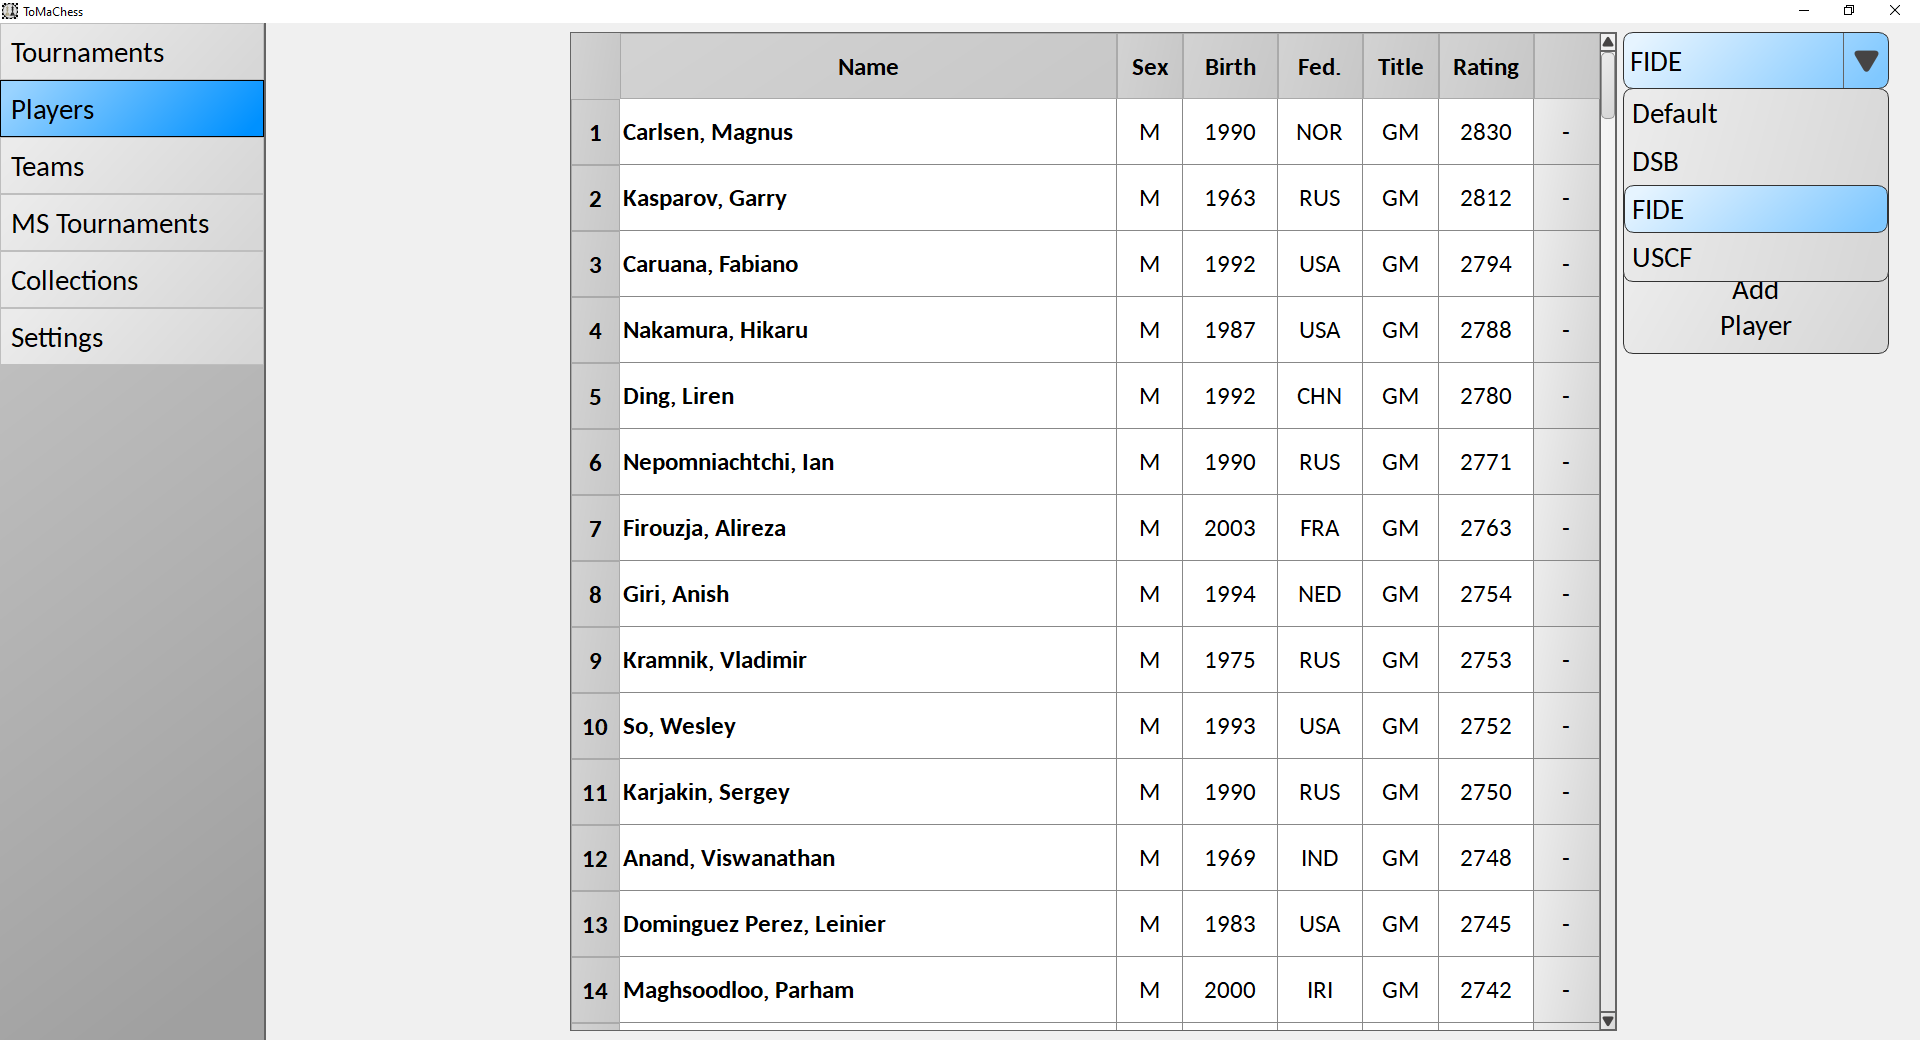 ToMaChess
Tournaments
Players
Teams
MS Tournaments
Collections
Settings
Name Sex Birth Fed. Title Rating
1 Carlsen, Magnus M 1990 NOR GM 2830 -
2 Kasparov, Garry M 1963 RUS GM 2812 -
3 Caruana, Fabiano M 1992 USA GM 2794 -
4 Nakamura, Hikaru M 1987 USA GM 2788 -
5 Ding, Liren M 1992 CHN GM 2780 -
6 Nepomniachtchi, Ian M 1990 RUS GM 2771 -
7 Firouzja, Alireza M 2003 FRA GM 2763 -
8 Giri, Anish M 1994 NED GM 2754 -
9 Kramnik, Vladimir M 1975 RUS GM 2753 -
10 So, Wesley M 1993 USA GM 2752 -
11 Karjakin, Sergey M 1990 RUS GM 2750 -
12 Anand, Viswanathan M 1969 IND GM 2748 -
13 Dominguez Perez, Leinier M 1983 USA GM 2745 -
14 Maghsoodloo, Parham M 2000 IRI GM 2742 -
FIDE
Default
DSB
FIDE
USCF
Add
Player